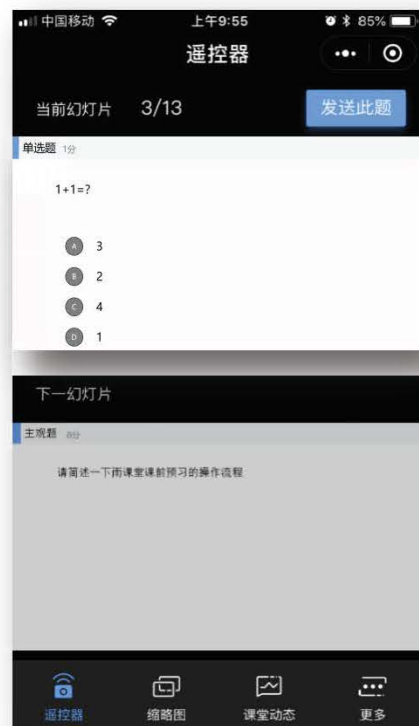 中国移动 上午9:55 85%
遥控器
当前幻灯片 3/13 发送此题
单选题 1分
1+1=?
A 3
B 2
C 4
D 1
下一幻灯片
主观题
请简述一下雨课堂课前预习的操作流程
遥控器 缩略图 课堂动态 更多